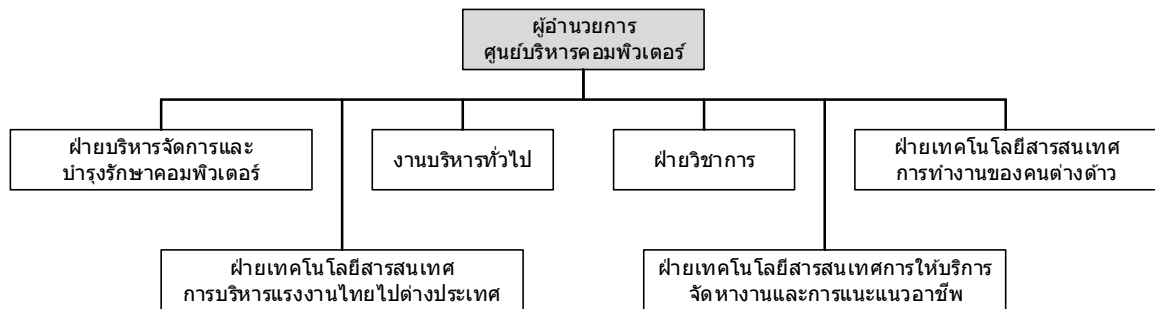 ผู้อำนวยการ
ศูนย์บริหารคอมพิวเตอร์
ฝ่ายบริหารจัดการและ
บำรุงรักษาคอมพิวเตอร์
งานบริหารทั่วไป
ฝ่ายวิชาการ
ฝ่ายเทคโนโลยีสารสนเทศ
การทำงานของคนต่างด้าว
ฝ่ายเทคโนโลยีสารสนเทศ
การบริหารแรงงานไทยไปต่างประเทศ
ฝ่ายเทคโนโลยีสารสนเทศการให้บริการ
จัดหางานและการแนะแนวอาชีพ